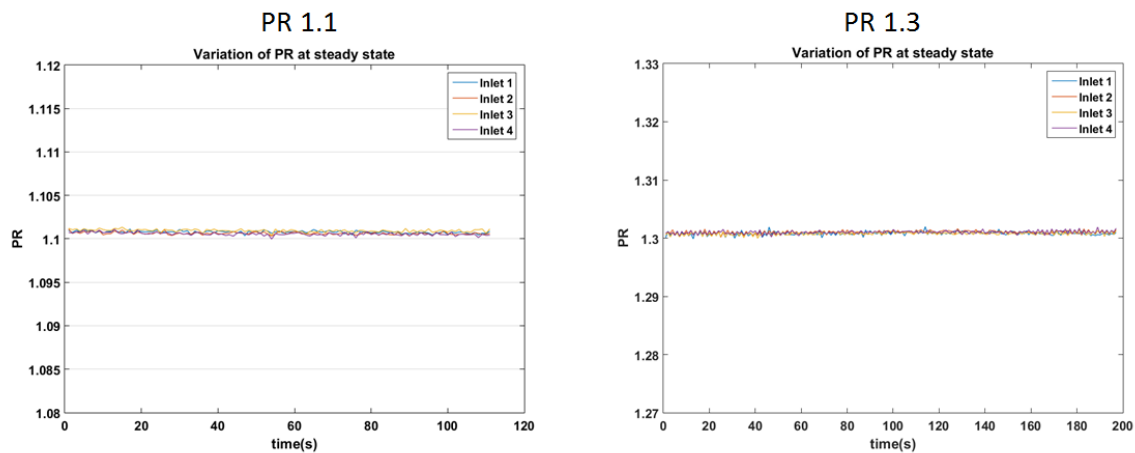 PR 1.1
Variation of PR at steady state
1.12
1.115
1.11
1.105
1.1
1.095
1.09
1.085
1.08
PR
0 20 40 60 80 100 120
time(s)
Inlet 1
Inlet 2
Inlet 3
Inlet 4
PR 1.3
Variation of PR at steady state
1.33
1.32
1.31
1.3
1.29
1.28
1.27
PR
0 20 40 60 80 100 120 140 160 180 200
time(s)
Inlet 1
Inlet 2
Inlet 3
Inlet 4